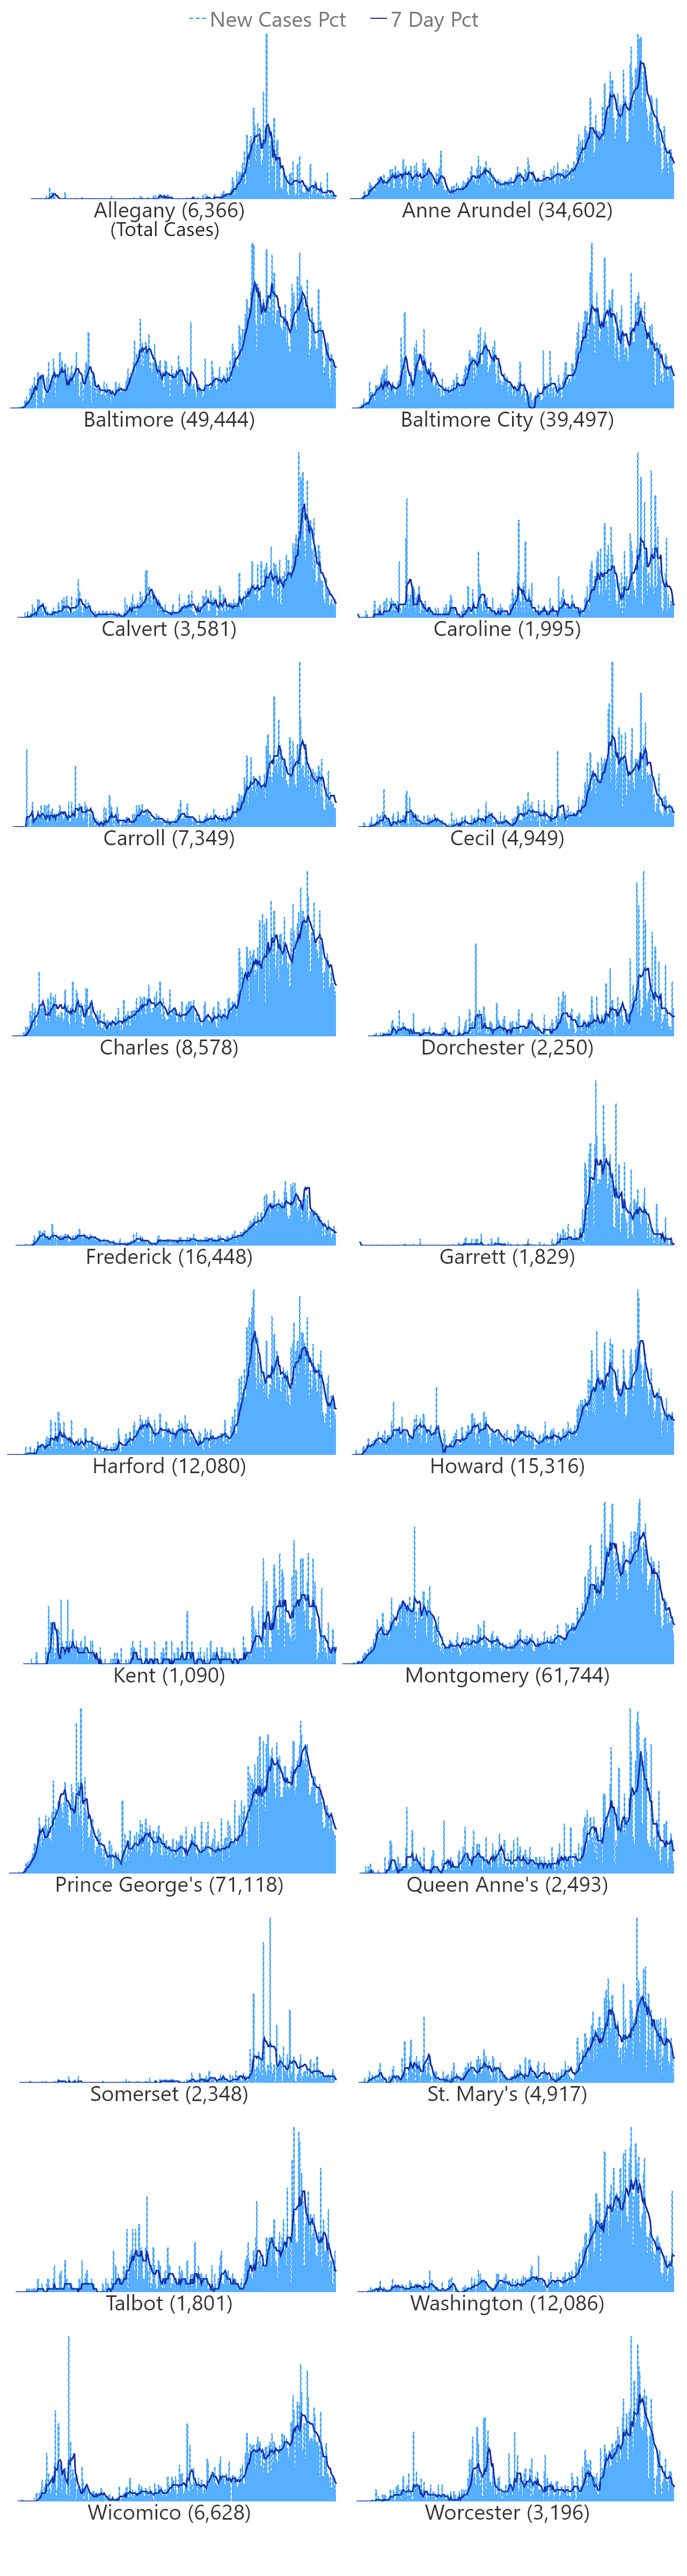 New Cases Pct 7 Day Pct
Allegany (6,366) Anne Arundel (34,602)
(Total Cases)
Baltimore (49,444) Baltimore City (39,497)
Calvert (3,581) Caroline (1,995)
Carroll (7,349) Cecil (4,949)
Charles (8,578) Dorchester (2,250)
Frederick (16,448) Garrett (1,829)
Harford (12,080) Howard (15,316)
Kent (1,090) Montgomery (61,744)
Prince George's (71,118) Queen Anne's (2,493)
Somerset (2,348) St. Mary's (4,917)
Talbot (1,801) Washington (12,086)
Wicomico (6,628) Worcester (3,196)